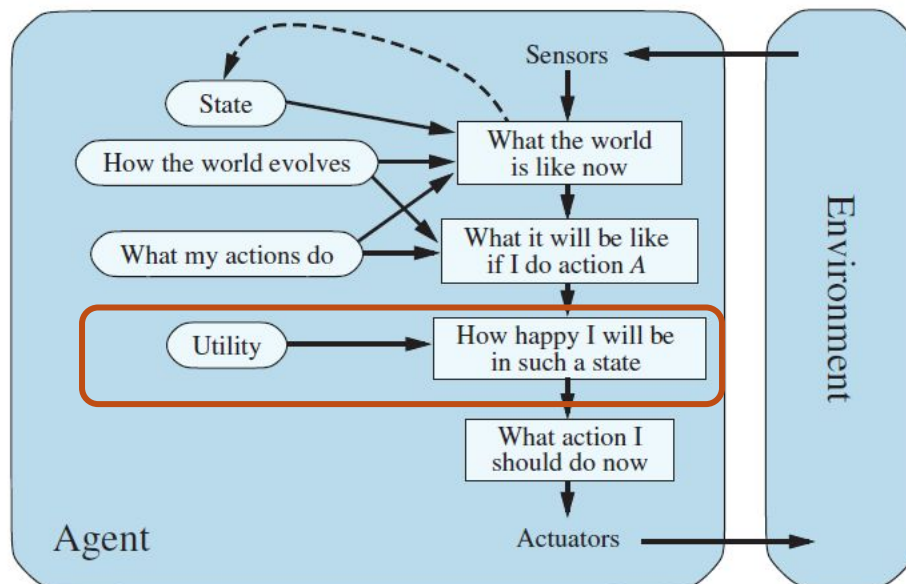 Sensors
State
What the world
is like now
How the world evolves
What my actions do
What it will be like
if I do action A
Utility
How happy I will be
in such a state
What action I
should do now
Agent
Actuators
Environment